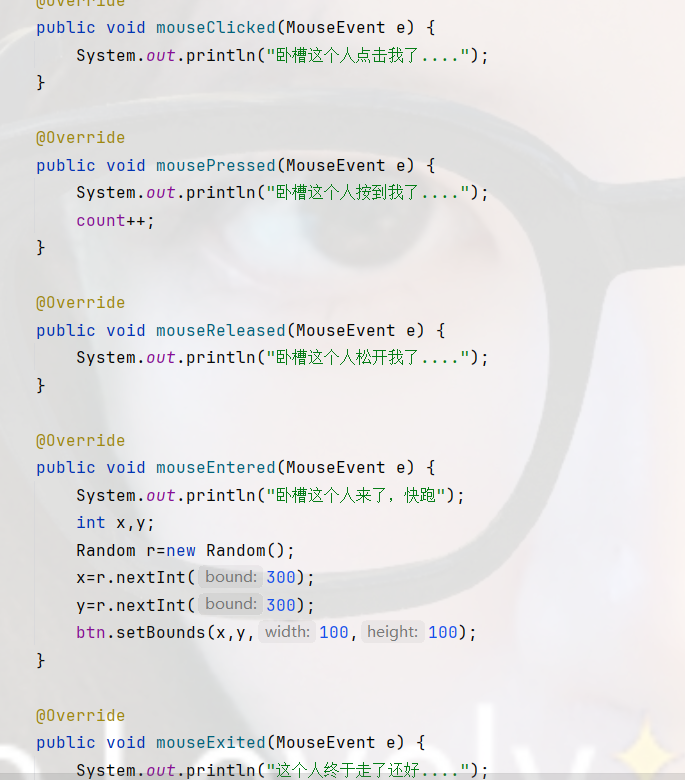 @Override
public void mouseClicked(MouseEvent e) {
System.out.println("卧槽这个人点击我了....");
}
@Override
public void mousePressed(MouseEvent e) {
System.out.println("卧槽这个人按到我了....");
count++;
}
@Override
public void mouseReleased(MouseEvent e) {
System.out.println("卧槽这个人松开我了....");
}
@Override
public void mouseEntered(MouseEvent e) {
System.out.println("卧槽这个人来了，快跑");
int x,y;
Random r=new Random();
x=r.nextInt( bound: 300);
y=r.nextInt( bound: 300);
btn.setBounds(x,y, width: 100, height: 100);
}
@Override
public void mouseExited(MouseEvent e) {
System.out.println("这个人终于走了还好....");